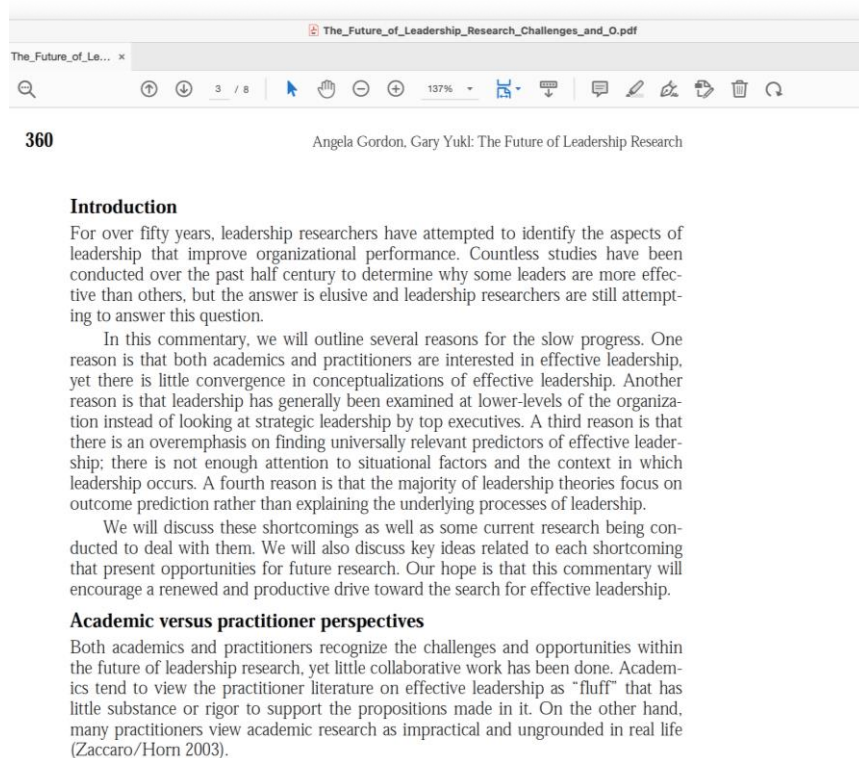 The_Future_of_Leadership_Research_Challenges_and_O.pdf
The_Future_of_Le... ×
3 / 8
137%
360
Angela Gordon, Gary Yukl: The Future of Leadership Research
Introduction
For over fifty years, leadership researchers have attempted to identify the aspects of
leadership that improve organizational performance. Countless studies have been
conducted over the past half century to determine why some leaders are more effec-
tive than others, but the answer is elusive and leadership researchers are still attempt-
ing to answer this question.
In this commentary, we will outline several reasons for the slow progress. One
reason is that both academics and practitioners are interested in effective leadership,
yet there is little convergence in conceptualizations of effective leadership. Another
reason is that leadership has generally been examined at lower-levels of the organiza-
tion instead of looking at strategic leadership by top executives. A third reason is that
there is an overemphasis on finding universally relevant predictors of effective leader-
ship; there is not enough attention to situational factors and the context in which
leadership occurs. A fourth reason is that the majority of leadership theories focus on
outcome prediction rather than explaining the underlying processes of leadership.
We will discuss these shortcomings as well as some current research being con-
ducted to deal with them. We will also discuss key ideas related to each shortcoming
that present opportunities for future research. Our hope is that this commentary will
encourage a renewed and productive drive toward the search for effective leadership.
Academic versus practitioner perspectives
Both academics and practitioners recognize the challenges and opportunities within
the future of leadership research, yet little collaborative work has been done. Academ-
ics tend to view the practitioner literature on effective leadership as "fluff" that has
little substance or rigor to support the propositions made in it. On the other hand,
many practitioners view academic research as impractical and ungrounded in real life
(Zaccaro/Horn 2003).